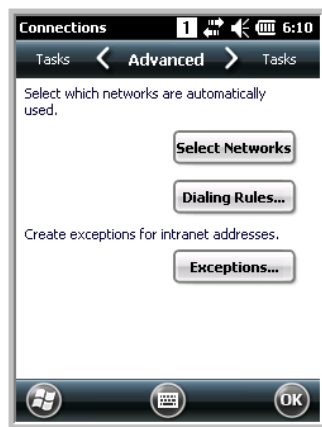 Connections 1 6:10
Tasks Advanced Tasks
Select which networks are automatically
used.
Select Networks
Dialing Rules...
Create exceptions for intranet addresses.
Exceptions...
OK